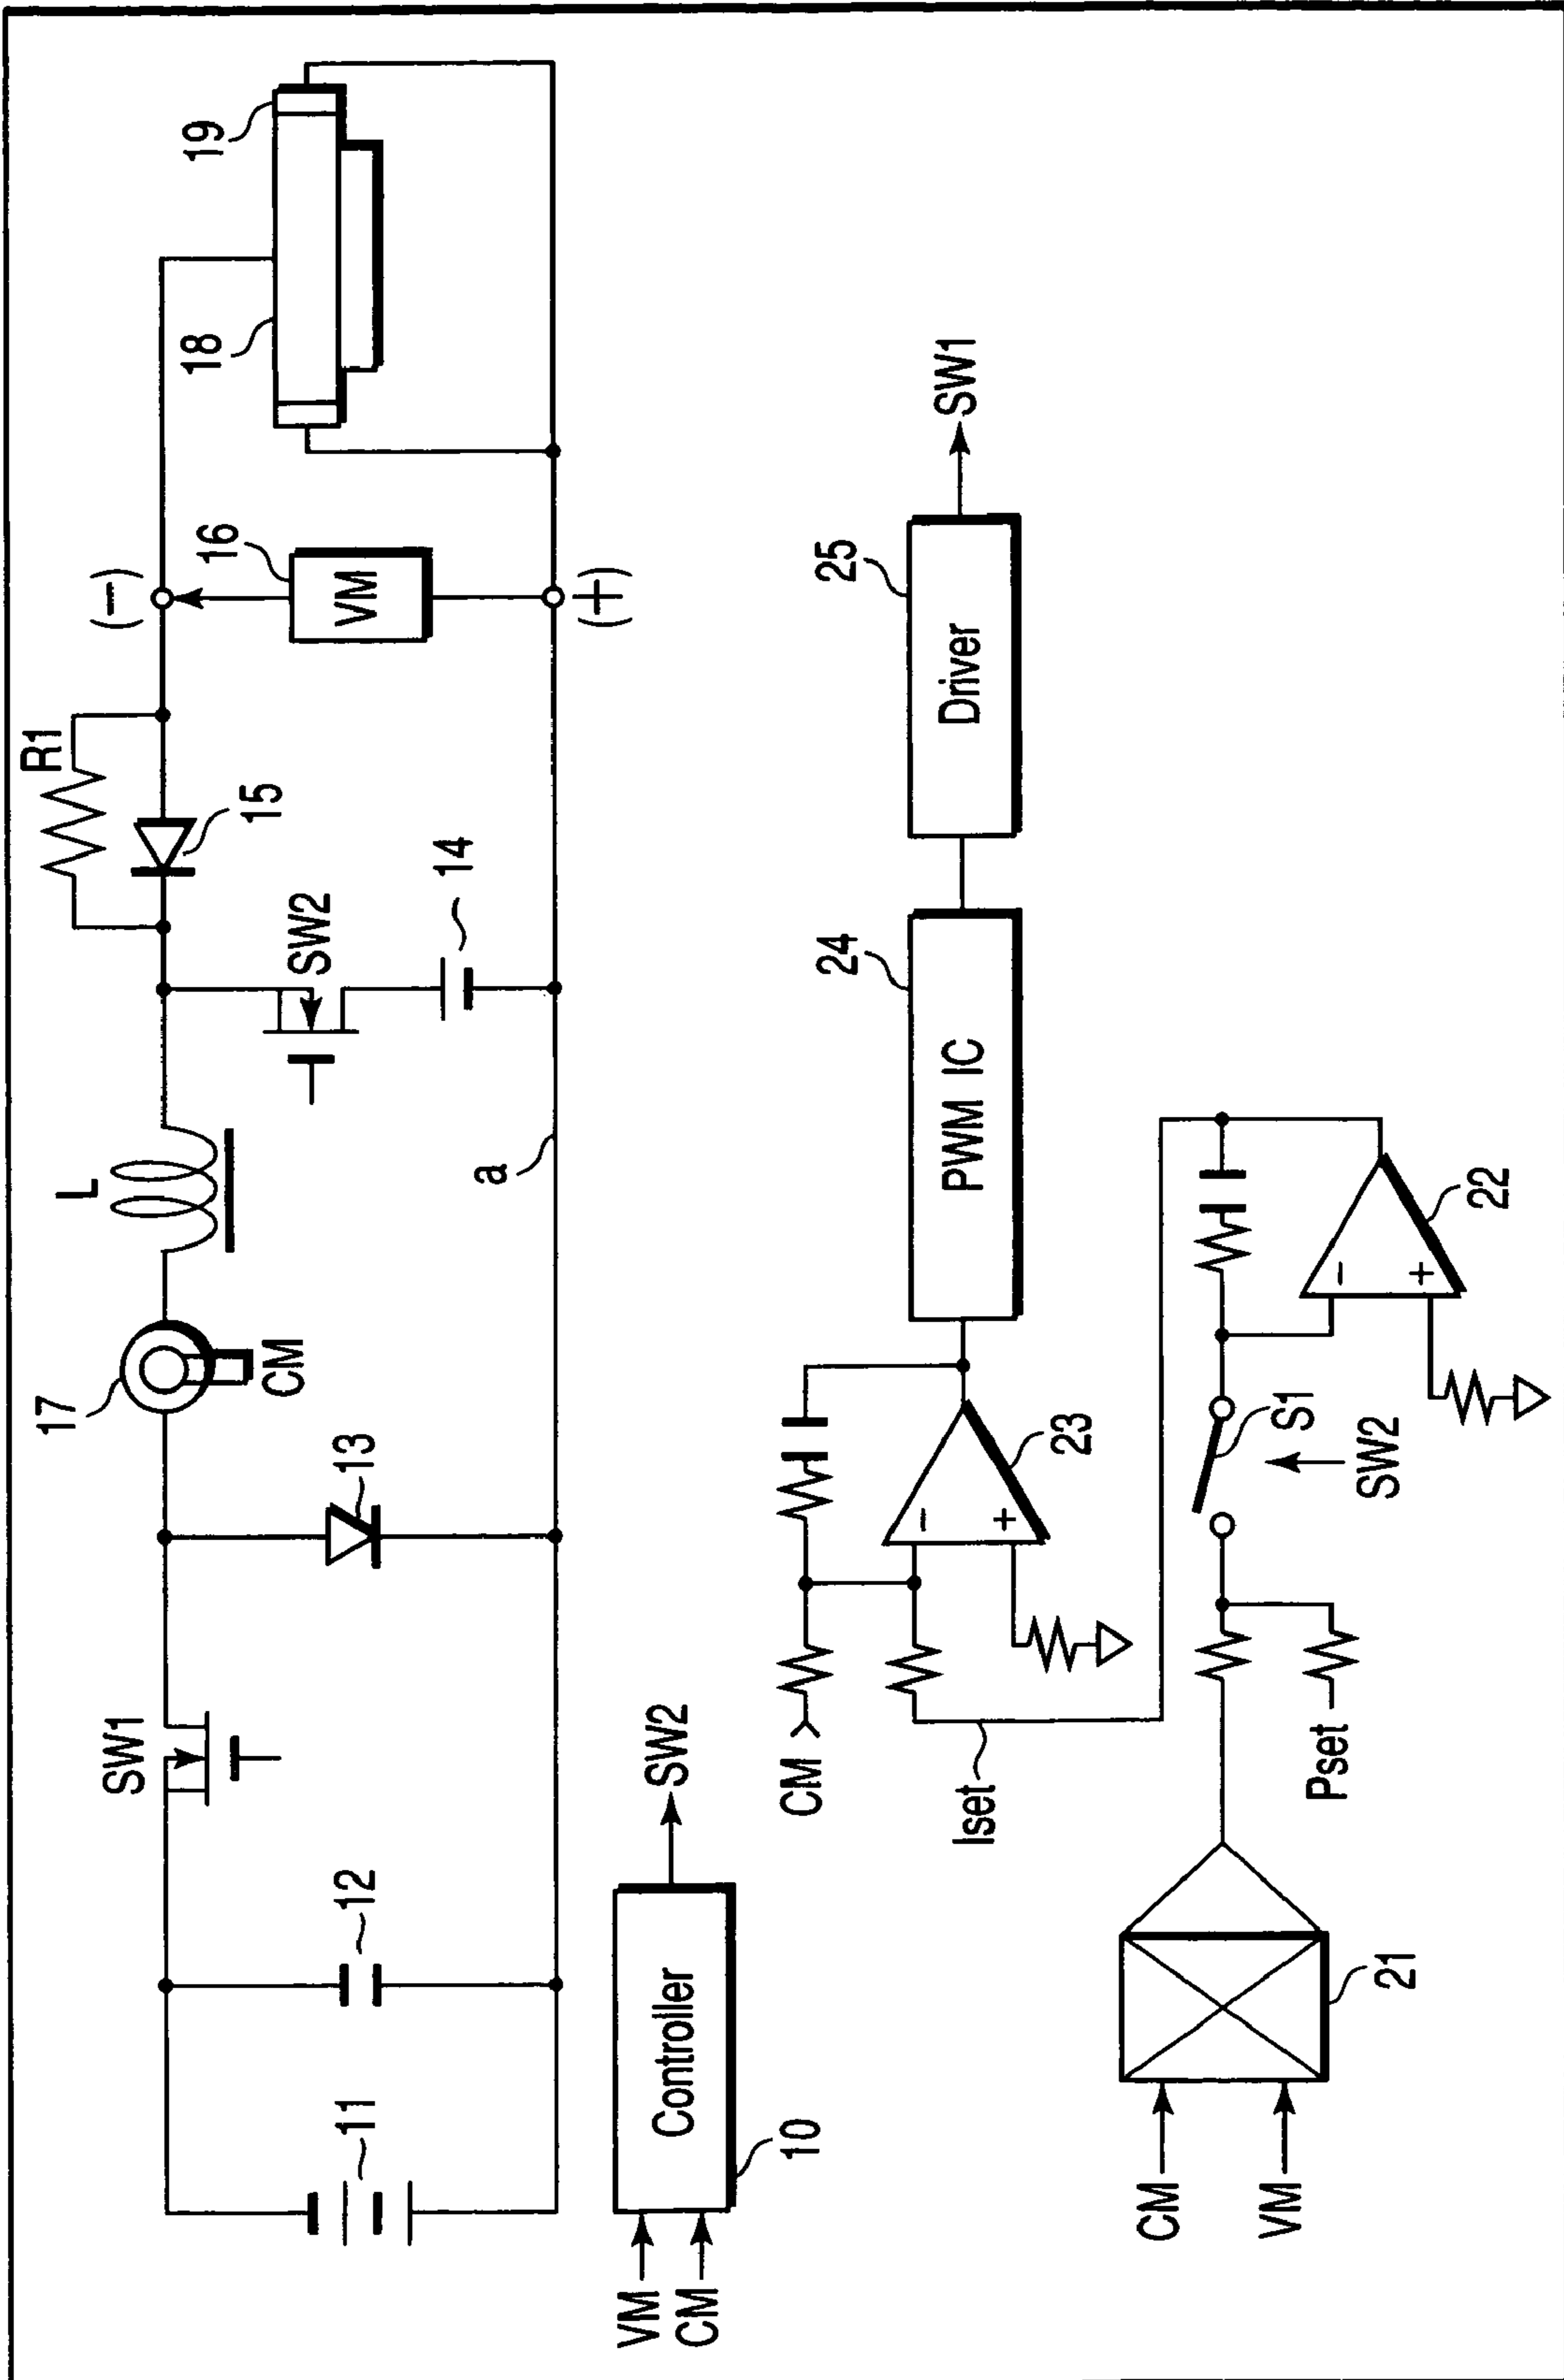 19
18
(–)
16
VM
(+)
R1
15
14
SW2
L
a
17
CM
13
SW1
12
11
VM
CM
Controller
10
SW2
SW1
25
Driver
24
PWM IC
23
–
+
CM
Iset
22
–
+
S1
SW2
Pset
21
CM
VM